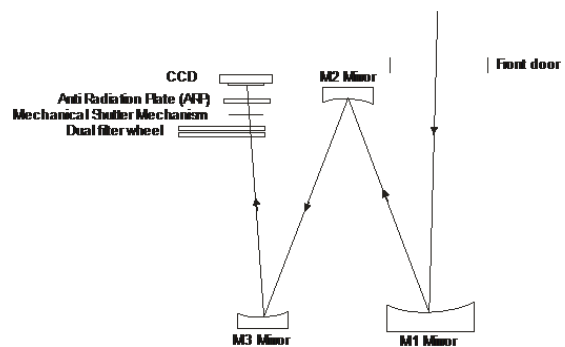 CCD
M2 Mirror
Front door
Anti Radiation Plate (ARP)
Mechanical Shutter Mechanism
Dual filter wheel
M3 Mirror
M1 Mirror